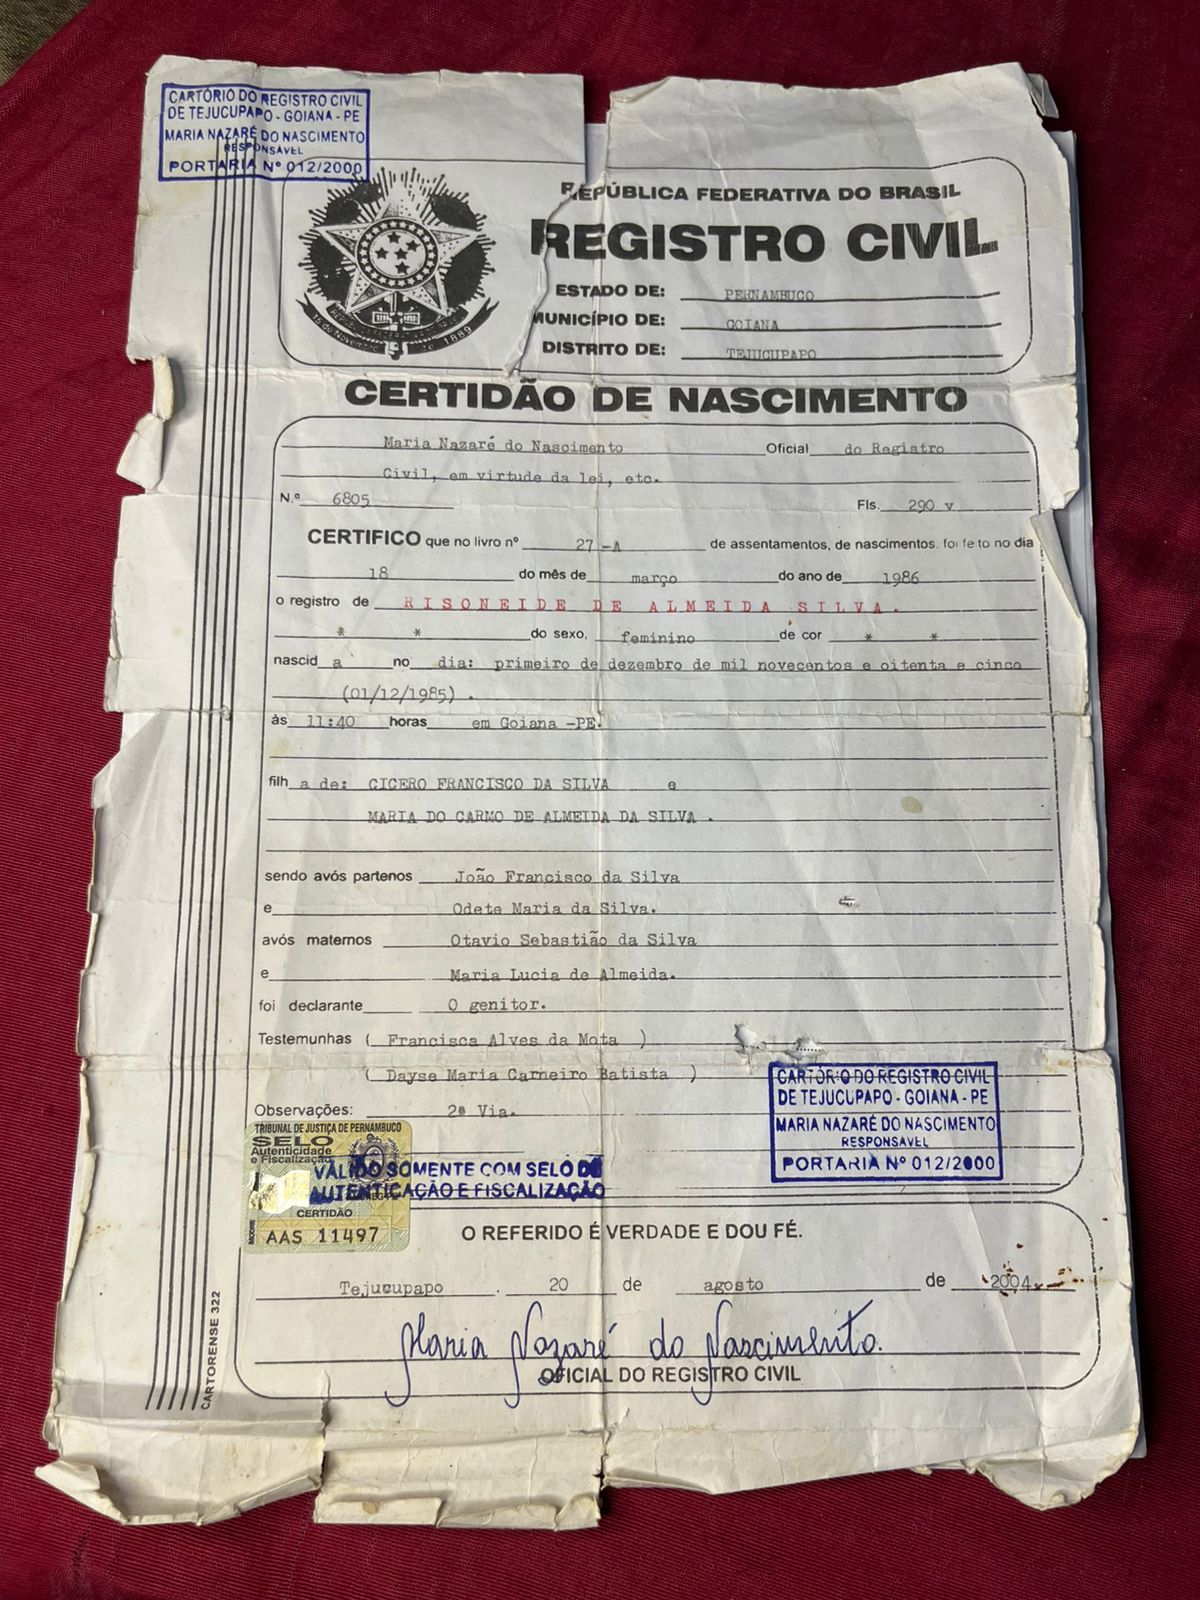 CARTÓRIO DO REGISTRO CIVIL
DE TEJUCUPAPO - GOIANA - PE
MARIA NAZARÉ DO NASCIMENTO
RESPONSÁVEL
PORTARIA Nº 012/2000
REPÚBLICA FEDERATIVA DO BRASIL
REGISTRO CIVIL
ESTADO DE: PERNAMBUCO
MUNICÍPIO DE: GOIANA
DISTRITO DE: TEJUCUPAPO
15 de Novembro de 1889
CERTIDÃO DE NASCIMENTO
Maria Nazaré do Nascimento Oficial do Registro
Civil, em virtude da lei, etc.
N.º 6805 Fls. 290 v
CERTIFICO que no livro nº 27 -A de assentamentos, de nascimentos. foi feito no dia
18 do mês de março do ano de 1986
o registro de RISONEIDE DE ALMEIDA SILVA.
* * do sexo, feminino de cor * *
nascid a no dia: primeiro de dezembro de mil novecentos e oitenta e cinco
(01/12/1985) .
às 11:40 horas em Goiana -PE.
filh a de: CICERO FRANCISCO DA SILVA e
MARIA DO CARMO DE ALMEIDA DA SILVA .
sendo avós partenos João Francisco da Silva
e Odete Maria da Silva.
avós maternos Otavio Sebastião da Silva
e Maria Lucia de Almeida.
foi declarante O genitor.
Testemunhas ( Francisca Alves da Mota )
( Dayse Maria Carneiro Batista )
Observações: 2ª Via.
CARTÓRIO DO REGISTRO CIVIL
DE TEJUCUPAPO - GOIANA - PE
MARIA NAZARÉ DO NASCIMENTO
RESPONSÁVEL
PORTARIA Nº 012/2000
TRIBUNAL DE JUSTIÇA DE PERNAMBUCO
SELO
Autenticidade
e Fiscalização
VÁLIDO SOMENTE COM SELO DE
AUTENTICAÇÃO E FISCALIZAÇÃO
CERTIDÃO
AAS 11497
O REFERIDO É VERDADE E DOU FÉ.
Tejucupapo . 20 de agosto de 2004.
Maria Nazaré do Nascimento.
OFICIAL DO REGISTRO CIVIL
CARTORENSE 322